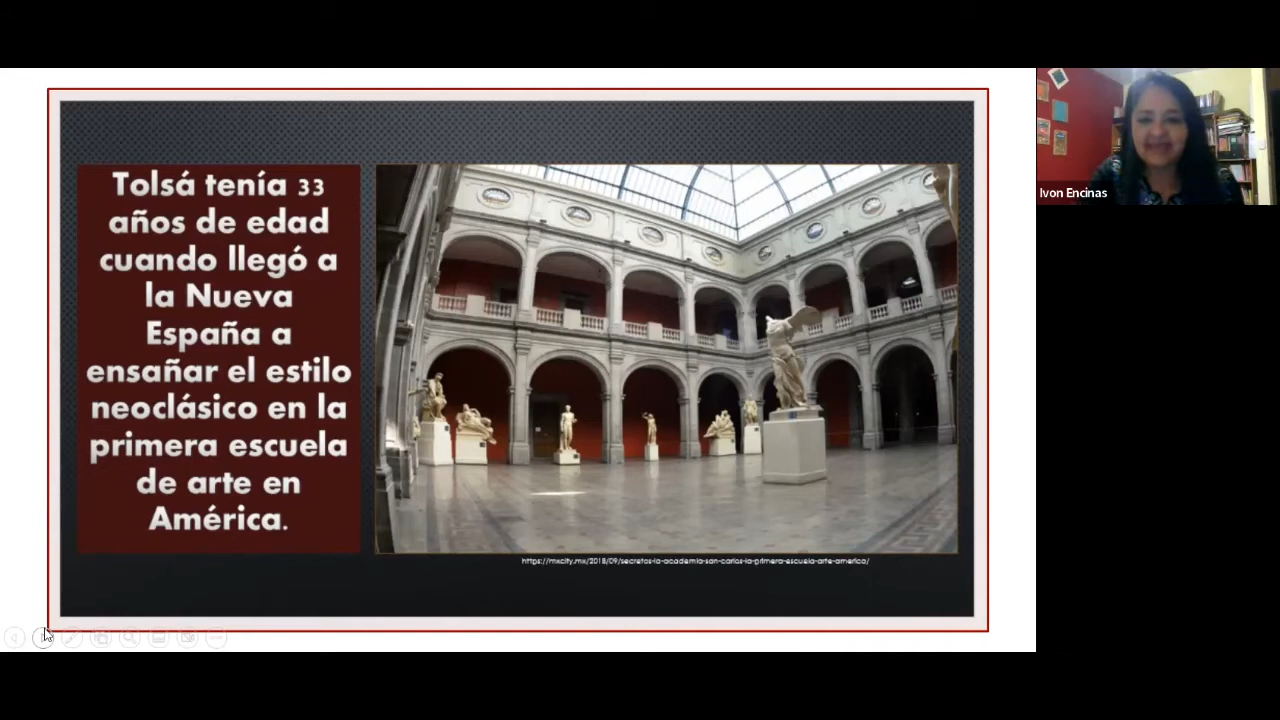 Tolsá tenía 33
años de edad
cuando llegó a
la Nueva
España a
ensañar el estilo
neoclásico en la
primera escuela
de arte en
América.
https://mxcity.mx/2018/09/secretos-la-academia-san-carlos-la-primera-escuela-arte-america/
Ivon Encinas